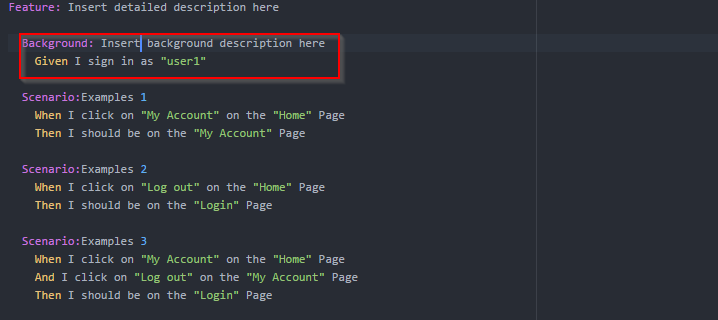 Feature: Insert detailed description here
Background: Insert background description here
Given I sign in as "user1"
Scenario:Examples 1
When I click on "My Account" on the "Home" Page
Then I should be on the "My Account" Page
Scenario:Examples 2
When I click on "Log out" on the "Home" Page
Then I should be on the "Login" Page
Scenario:Examples 3
When I click on "My Account" on the "Home" Page
And I click on "Log out" on the "My Account" Page
Then I should be on the "Login" Page